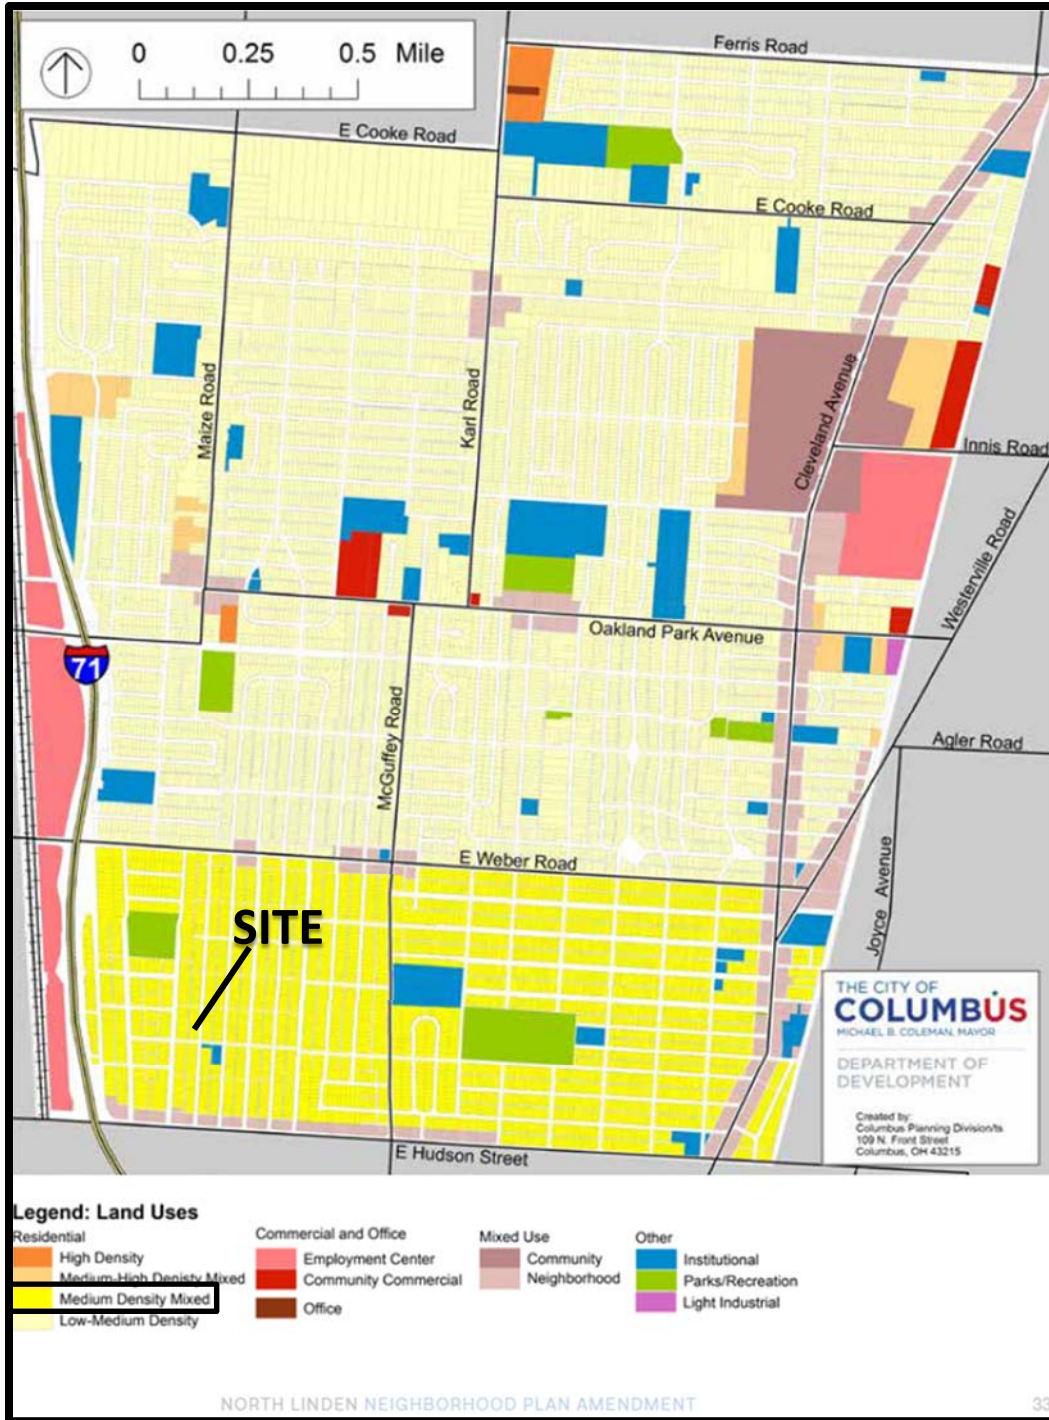 0 0.25 0.5 Mile
Ferris Road
E Cooke Road
E Cooke Road
Maize Road
Karl Road
Cleveland Avenue
Innis Road
Westerville Road
Oakland Park Avenue
71
McGuffey Road
Agler Road
E Weber Road
Joyce Avenue
SITE
E Hudson Street
THE CITY OF
COLUMBUS
MICHAEL B. COLEMAN, MAYOR
DEPARTMENT OF
DEVELOPMENT
Created by:
Columbus Planning Division/ts
109 N. Front Street
Columbus, OH 43215
Legend: Land Uses
Residential
High Density
Medium-High Denisty Mixed
Medium Density Mixed
Low-Medium Density
Commercial and Office
Employment Center
Community Commercial
Office
Mixed Use
Community
Neighborhood
Other
Institutional
Parks/Recreation
Light Industrial
NORTH LINDEN NEIGHBORHOOD PLAN AMENDMENT 33